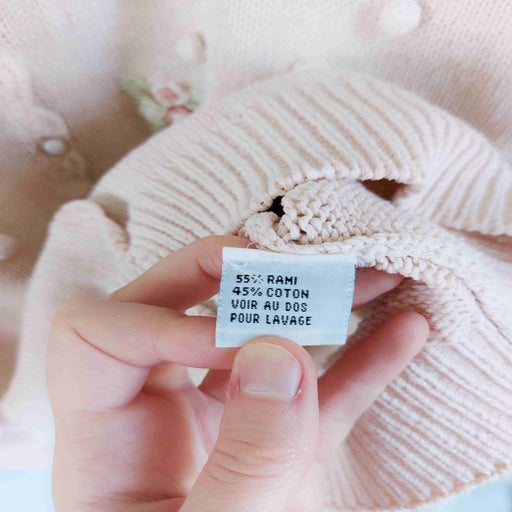 55% RAMI
45% COTON
VOIR AU DOS
POUR LAVAGE